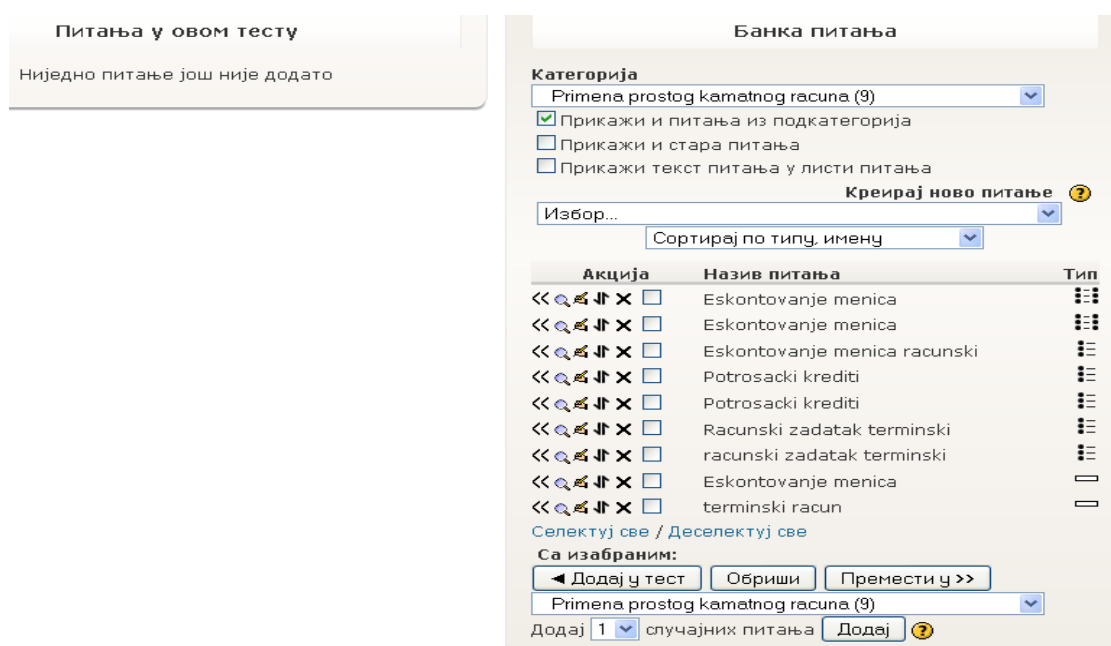 Питања у овом тесту
Ниједно питање још није додато
Банка питања
Категорија
Primena prostog kamatnog racuna (9)
Прикажи и питања из подкатегорија
Прикажи и стара питања
Прикажи текст питања у листи питања
Креирај ново питање
Избор...
Сортирај по типу, имену
Акција Назив питања Тип
Eskontovanje menica
Eskontovanje menica
Eskontovanje menica racunski
Potrosacki krediti
Potrosacki krediti
Racunski zadatak terminski
racunski zadatak terminski
Eskontovanje menica
terminski racun
Селектуј све / Деселектуј све
Са изабраним:
◄ Додај у тест Обриши Премести у >>
Primena prostog kamatnog racuna (9)
Додај 1 случајних питања Додај